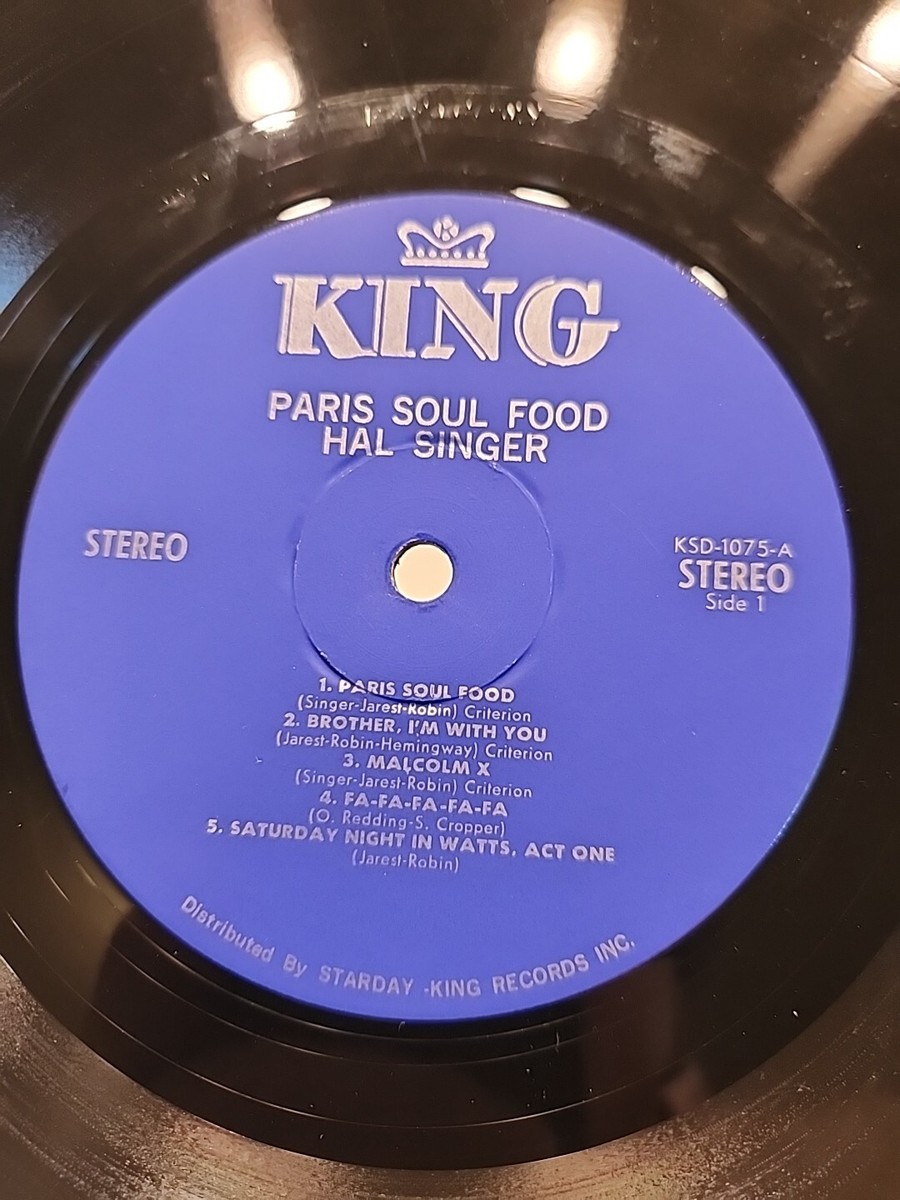 KING
PARIS SOUL FOOD
HAL SINGER
STEREO
KSD-1075-A
STEREO
Side 1
1. PARIS SOUL FOOD
(Singer-Jarest-Robin) Criterion
2. BROTHER, I'M WITH YOU
(Jarest-Robin-Hemingway) Criterion
3. MALCOLM X
(Singer-Jarest-Robin) Criterion
4. FA-FA-FA-FA-FA
(O. Redding-S. Cropper)
5. SATURDAY NIGHT IN WATTS, ACT ONE
(Jarest-Robin)
Distributed By STARDAY -KING RECORDS INC.